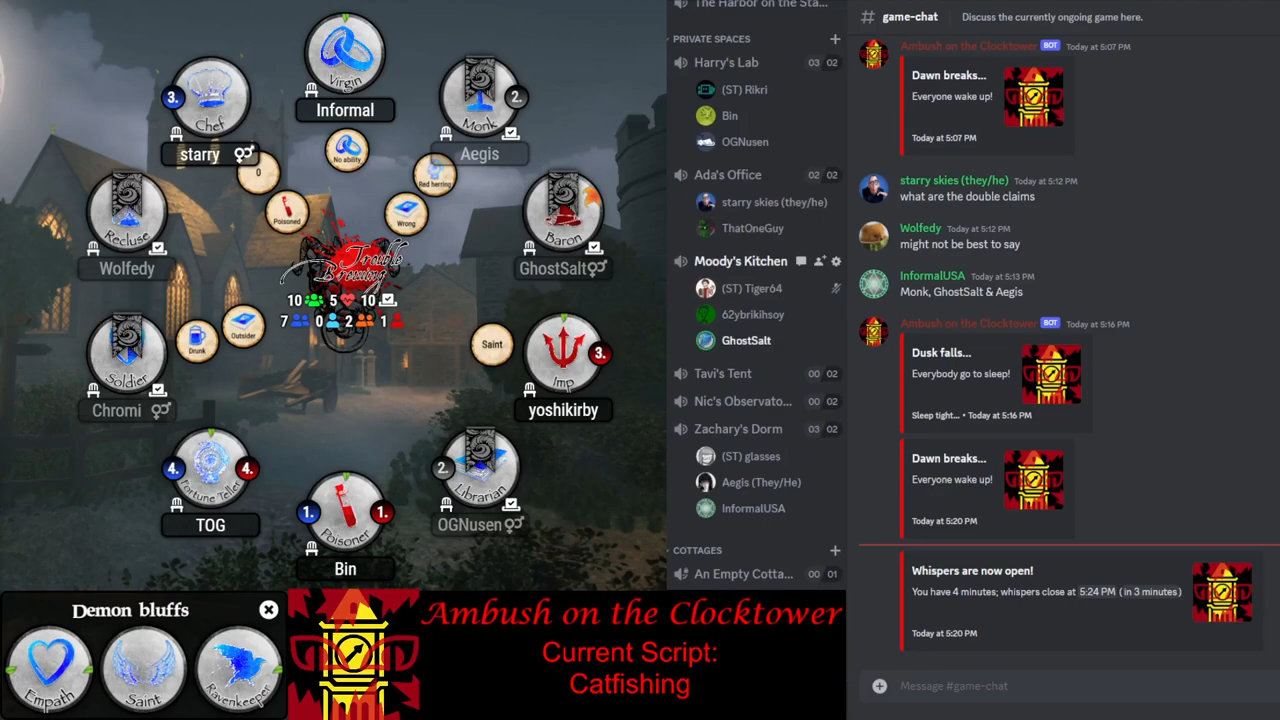 Virgin
Informal
Chef
3.
starry
Monk
2.
Aegis
No ability
0
Red herring
Poisoned
Wrong
Recluse
Wolfedy
Baron
GhostSalt
Trouble
Brewing
10 5 10
7 0 2 1
Soldier
Chromi
Drunk
Outsider
Saint
Imp
3.
yoshikirby
Fortune Teller
4. 4.
TOG
Poisoner
1. 1.
Bin
Librarian
2.
OGNusen
Demon bluffs
Empath
Saint
Ravenkeeper
Ambush on the Clocktower
Current Script:
Catfishing
The Harbor on the Sta...
PRIVATE SPACES
Harry's Lab 03 02
(ST) Rikri
Bin
OGNusen
Ada's Office 02 02
starry skies (they/he)
ThatOneGuy
Moody's Kitchen
(ST) Tiger64
62ybrikihsoy
GhostSalt
Tavi's Tent 00 02
Nic's Observato... 00 02
Zachary's Dorm 03 02
(ST) glasses
Aegis (They/He)
InformalUSA
COTTAGES
An Empty Cotta... 00 01
# game-chat Discuss the currently ongoing game here.
Ambush on the Clocktower BOT Today at 5:07 PM
Dawn breaks...
Everyone wake up!
Today at 5:07 PM
starry skies (they/he) Today at 5:12 PM
what are the double claims
Wolfedy Today at 5:12 PM
might not be best to say
InformalUSA Today at 5:13 PM
Monk, GhostSalt & Aegis
Ambush on the Clocktower BOT Today at 5:16 PM
Dusk falls...
Everybody go to sleep!
Sleep tight... • Today at 5:16 PM
Dawn breaks...
Everyone wake up!
Today at 5:20 PM
Whispers are now open!
You have 4 minutes; whispers close at 5:24 PM (in 3 minutes)
Today at 5:20 PM
Message #game-chat